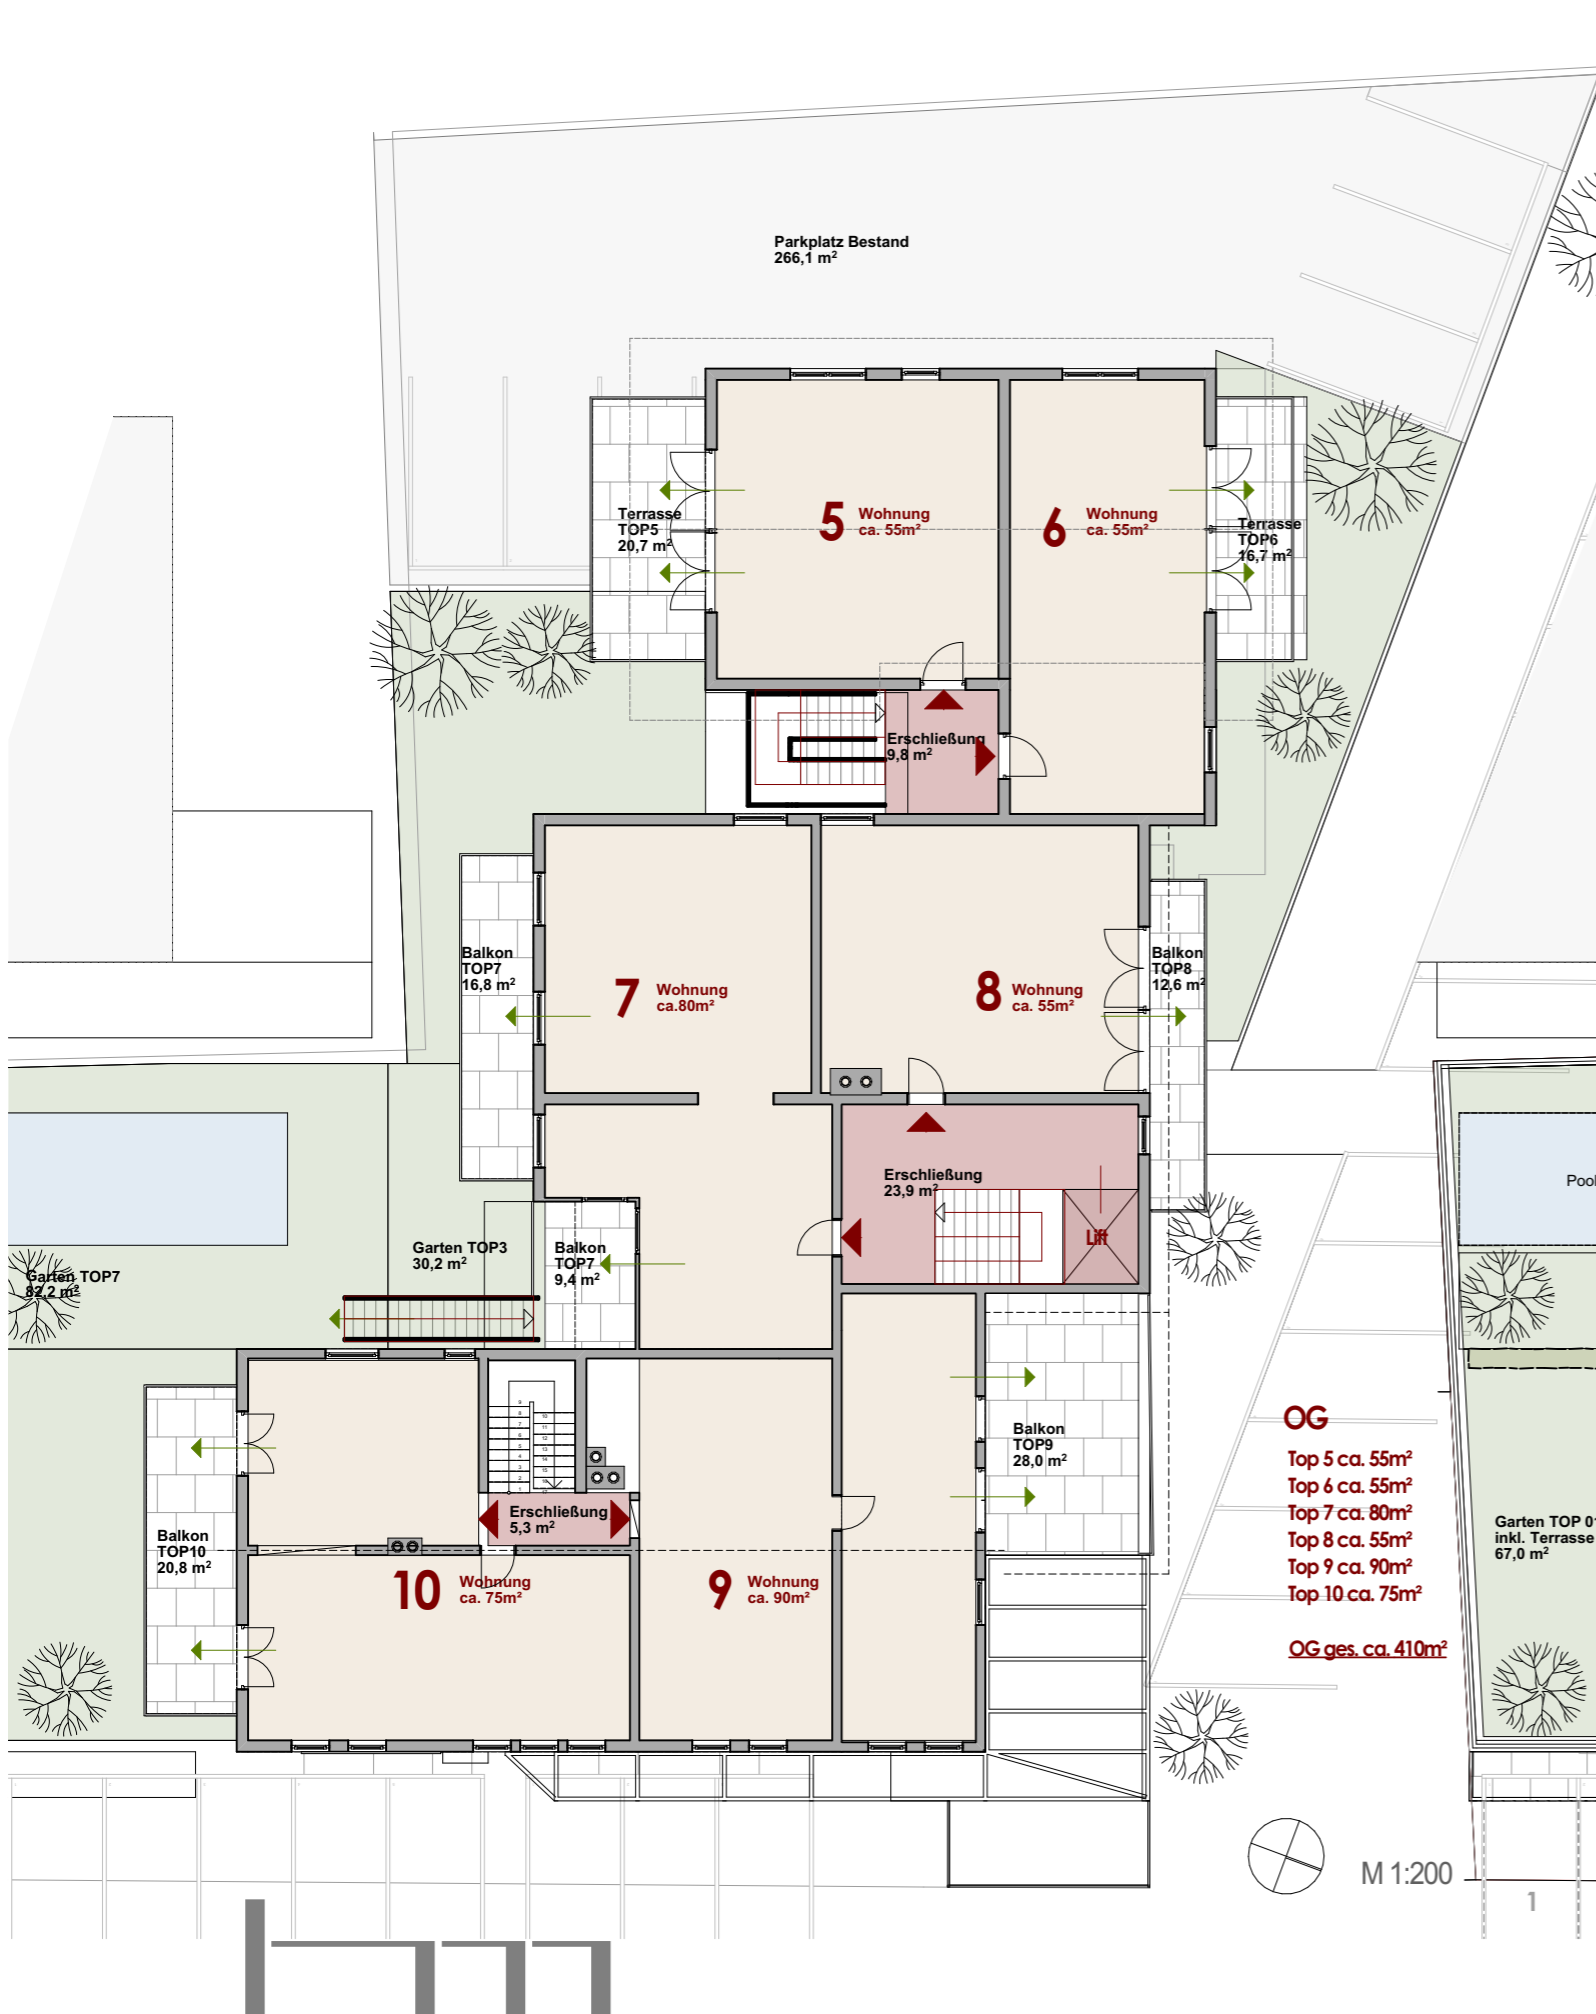 Parkplatz Bestand
266,1 m²
Terrasse
TOP5
20,7 m²
5
Wohnung
ca. 55m²
6
Wohnung
ca. 55m²
Terrasse
TOP6
16,7 m²
Erschließung
9,8 m²
Balkon
TOP7
16,8 m²
7
Wohnung
ca.80m²
8
Wohnung
ca. 55m²
Balkon
TOP8
12,6 m²
Erschließung
23,9 m²
Lift
Pool
Garten TOP7
82,2 m²
Garten TOP3
30,2 m²
Balkon
TOP7
9,4 m²
Balkon
TOP9
28,0 m²
OG
Top 5 ca. 55m²
Top 6 ca. 55m²
Top 7 ca. 80m²
Top 8 ca. 55m²
Top 9 ca. 90m²
Top 10 ca. 75m²
OG ges. ca. 410m²
Garten TOP 01
inkl. Terrasse
67,0 m²
Erschließung
5,3 m²
Balkon
TOP10
20,8 m²
10
Wohnung
ca. 75m²
9
Wohnung
ca. 90m²
M 1:200
1